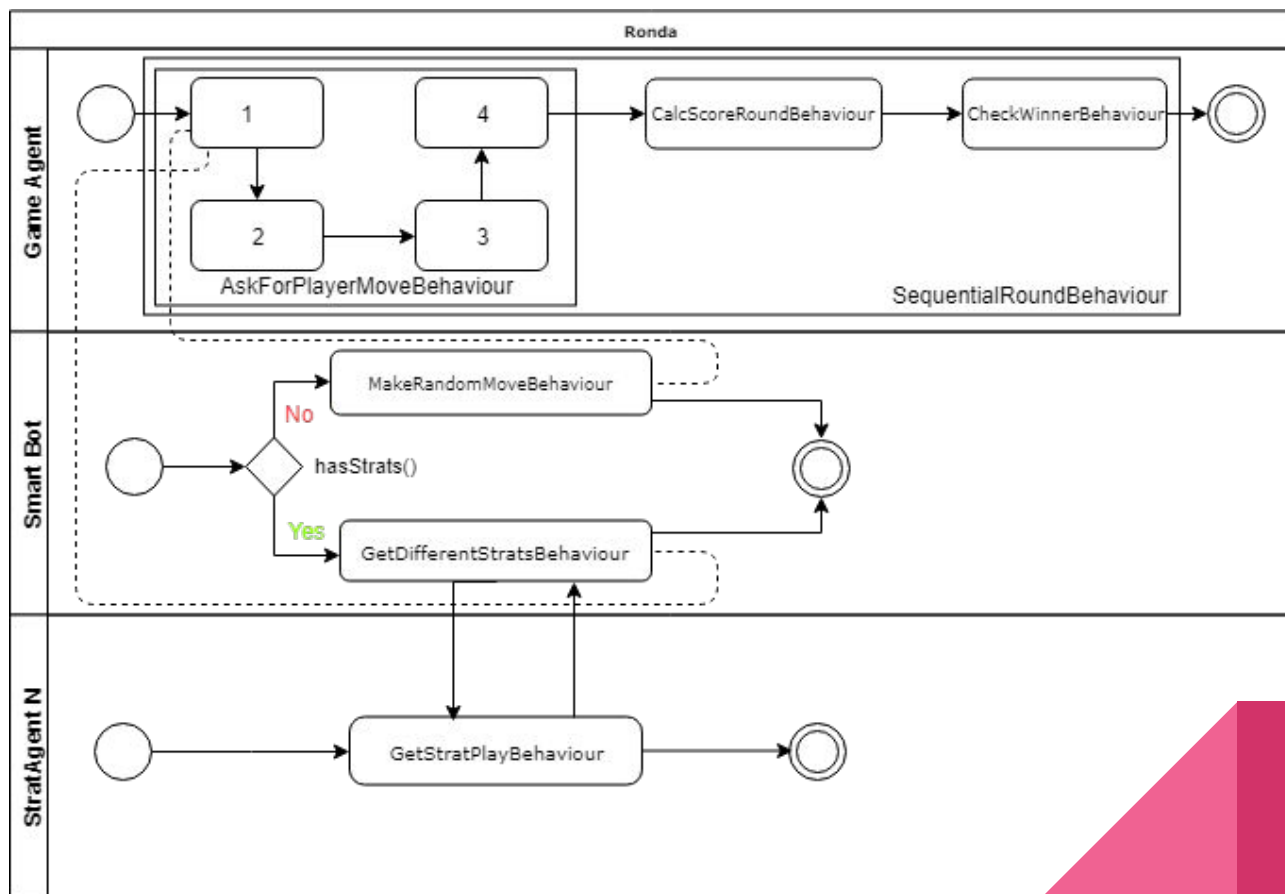 Ronda
Game Agent
1
4
CalcScoreRoundBehaviour
CheckWinnerBehaviour
2
3
AskForPlayerMoveBehaviour
SequentialRoundBehaviour
Smart Bot
MakeRandomMoveBehaviour
No
hasStrats()
Yes
GetDifferentStratsBehaviour
StratAgent N
GetStratPlayBehaviour